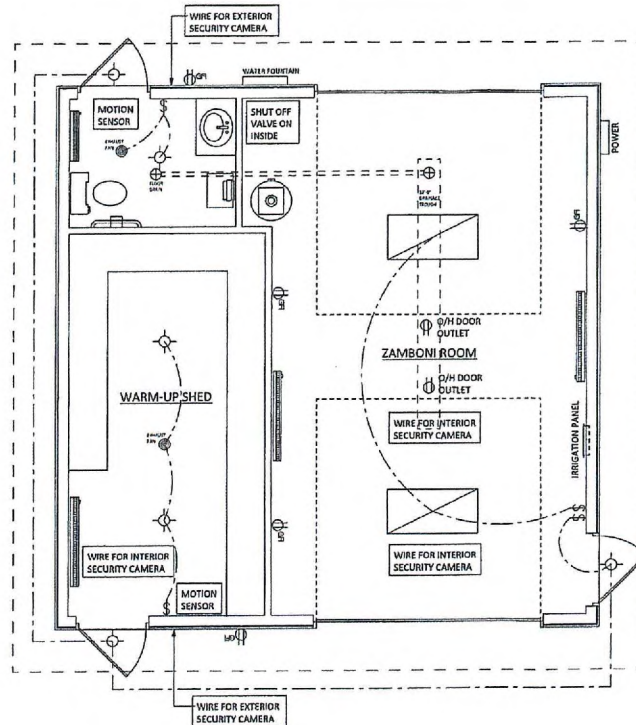 WIRE FOR EXTERIOR
SECURITY CAMERA
GFI
WATER FOUNTAIN
MOTION
SENSOR
$
SHUT OFF
VALVE ON
INSIDE
POWER
EXHAUST
FAN
FLOOR
DRAIN
DRAINAGE
TROUGH
GFI
GFI
O/H DOOR
OUTLET
ZAMBONI ROOM
O/H DOOR
OUTLET
WARM-UP SHED
EXHAUST
FAN
WIRE FOR INTERIOR
SECURITY CAMERA
IRRIGATION PANEL
$
$
GFI
WIRE FOR INTERIOR
SECURITY CAMERA
WIRE FOR INTERIOR
SECURITY CAMERA
MOTION
SENSOR
$
GFI
WIRE FOR EXTERIOR
SECURITY CAMERA